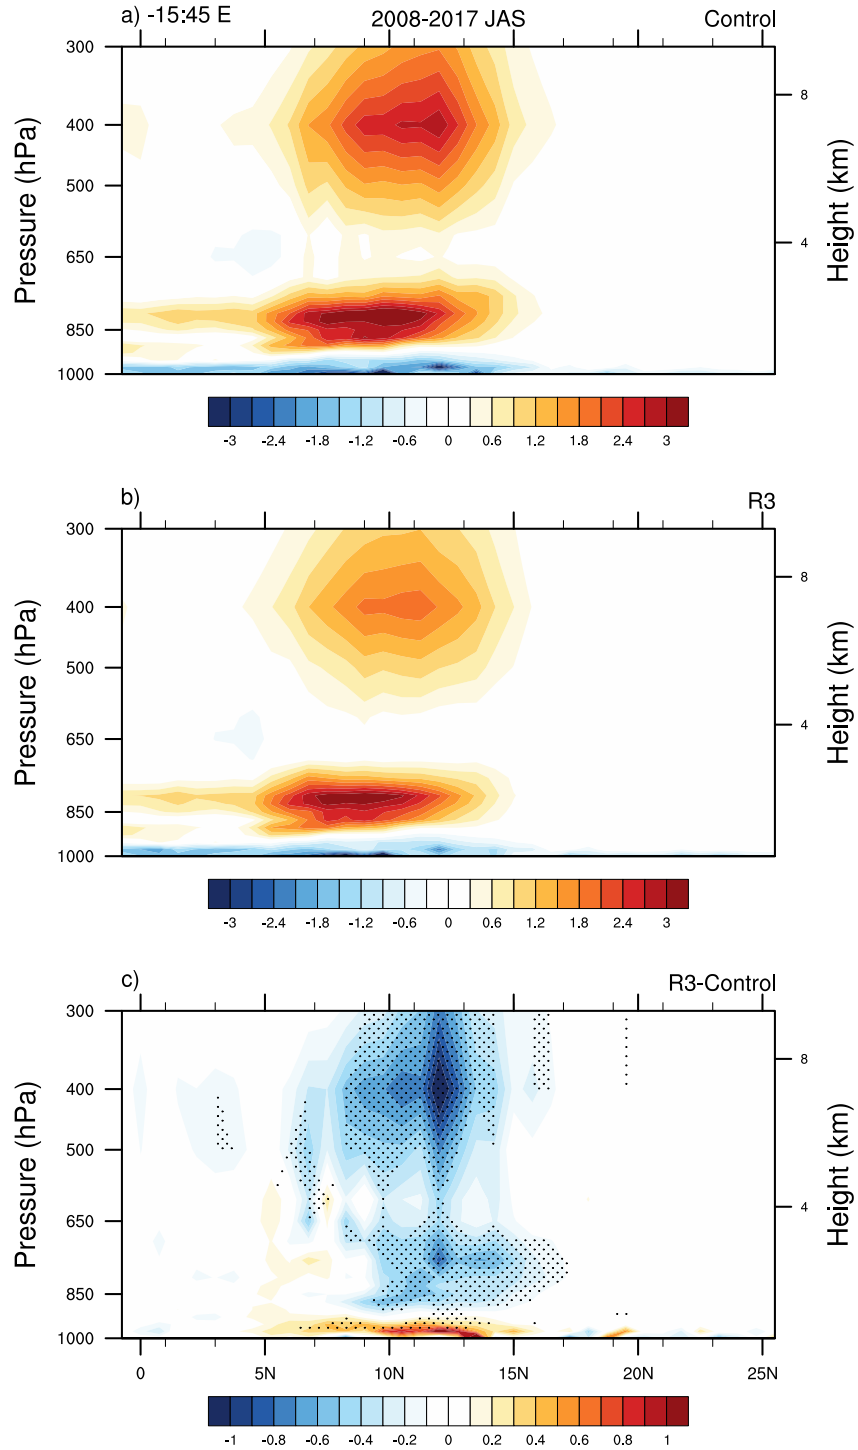 a) -15:45 E 2008-2017 JAS Control
300
400
500
650
850
1000
Pressure (hPa)
8
4
Height (km)
-3 -2.4 -1.8 -1.2 -0.6 0 0.6 1.2 1.8 2.4 3
b) R3
300
400
500
650
850
1000
Pressure (hPa)
8
4
Height (km)
-3 -2.4 -1.8 -1.2 -0.6 0 0.6 1.2 1.8 2.4 3
c) R3-Control
300
400
500
650
850
1000
Pressure (hPa)
8
4
Height (km)
0 5N 10N 15N 20N 25N
-1 -0.8 -0.6 -0.4 -0.2 0 0.2 0.4 0.6 0.8 1